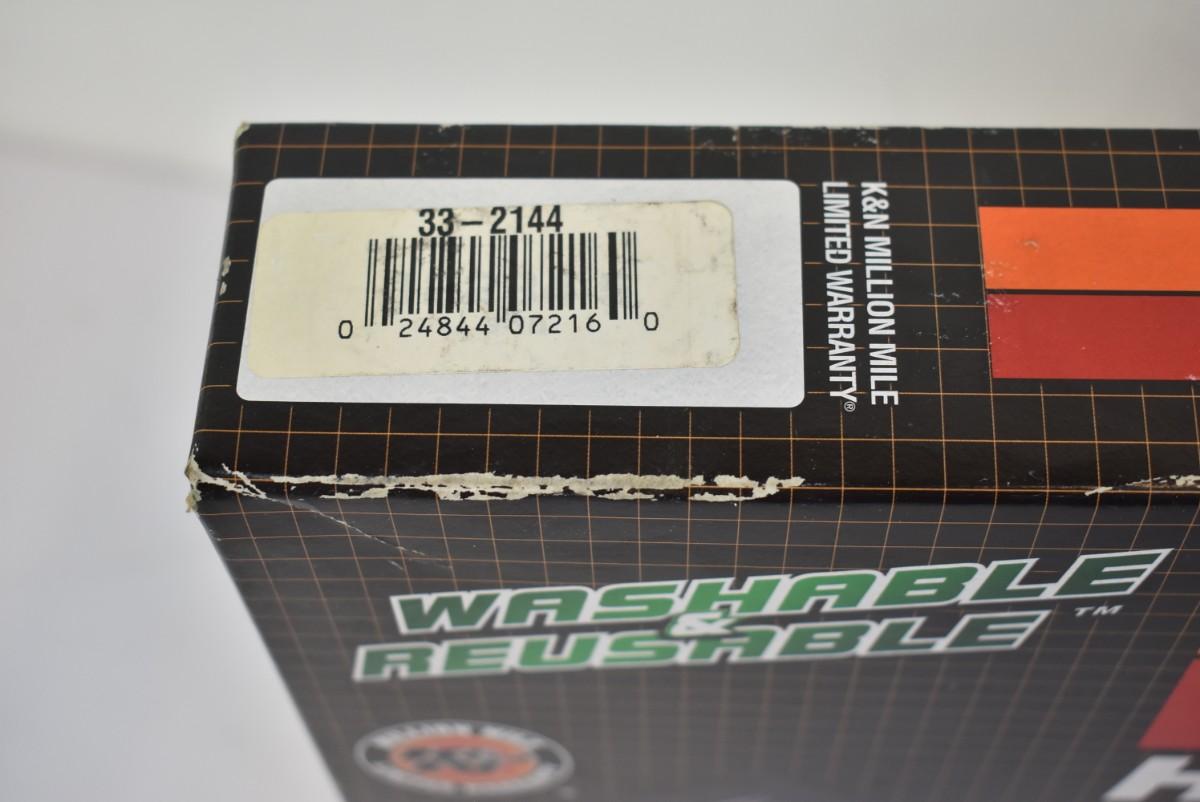 33-2144
0 24844 07216 0
K&N MILLION MILE
LIMITED WARRANTY®
WASHABLE
&
REUSABLE™